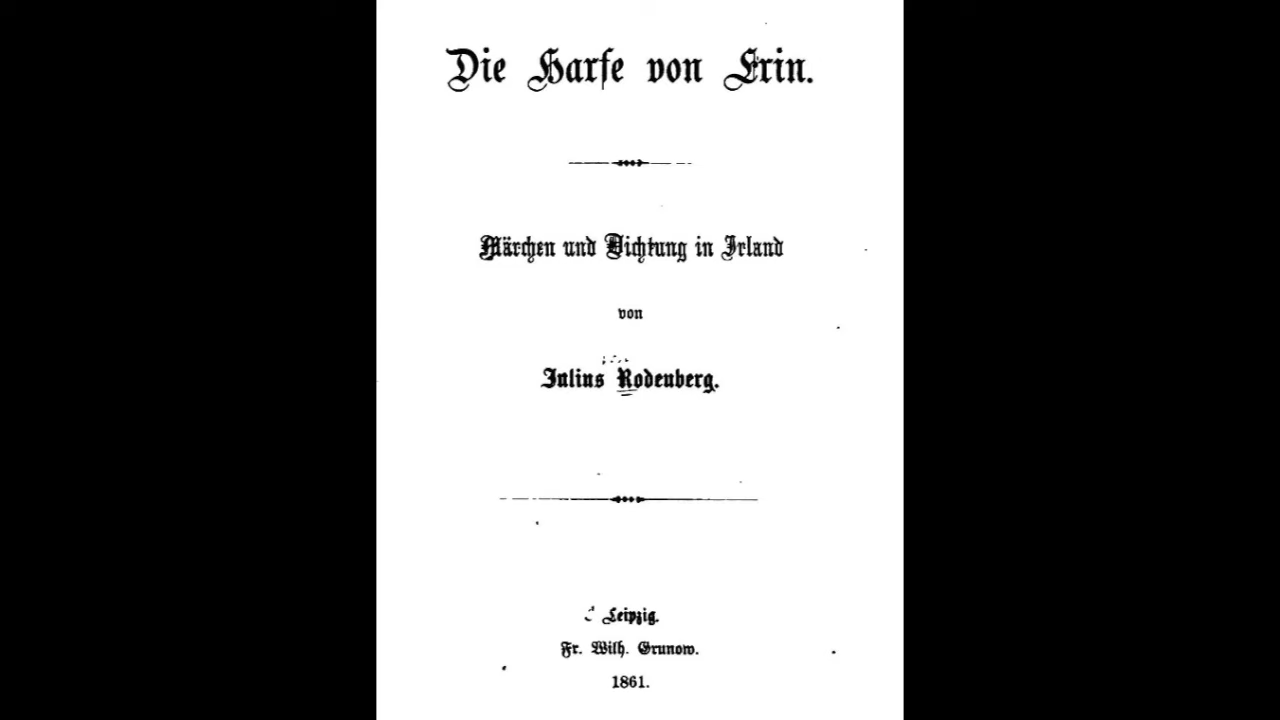 Die Harfe von Erin.
Märchen und Dichtung in Irland
von
Julius Rodenberg.
Leipzig.
Fr. Wilh. Grunow.
1861.